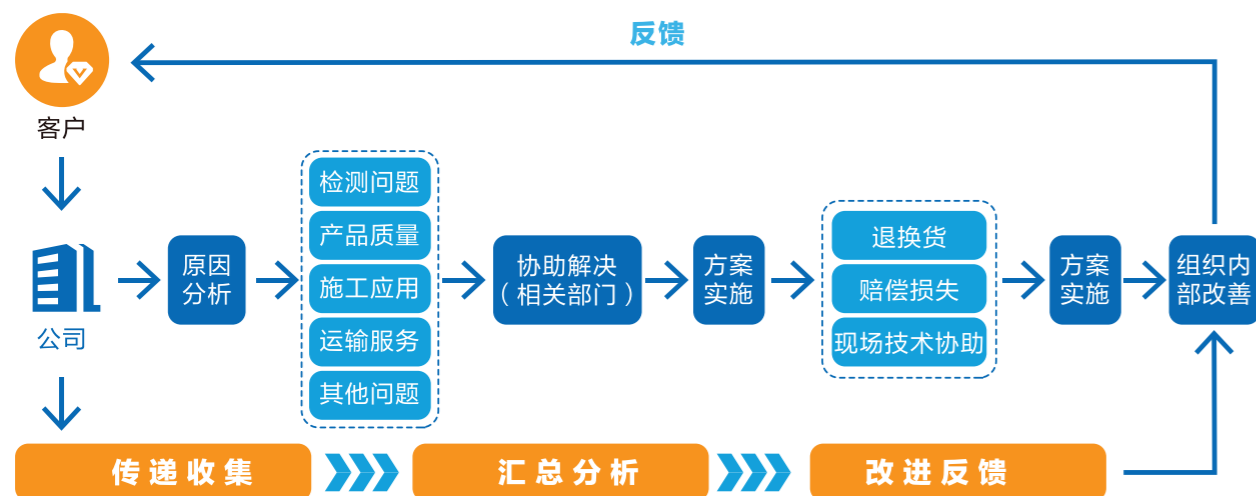 反馈
客户
公司
原因
分析
检测问题
产品质量
施工应用
运输服务
其他问题
协助解决
（相关部门）
方案
实施
退换货
赔偿损失
现场技术协助
方案
实施
组织内
部改善
传递收集
汇总分析
改进反馈